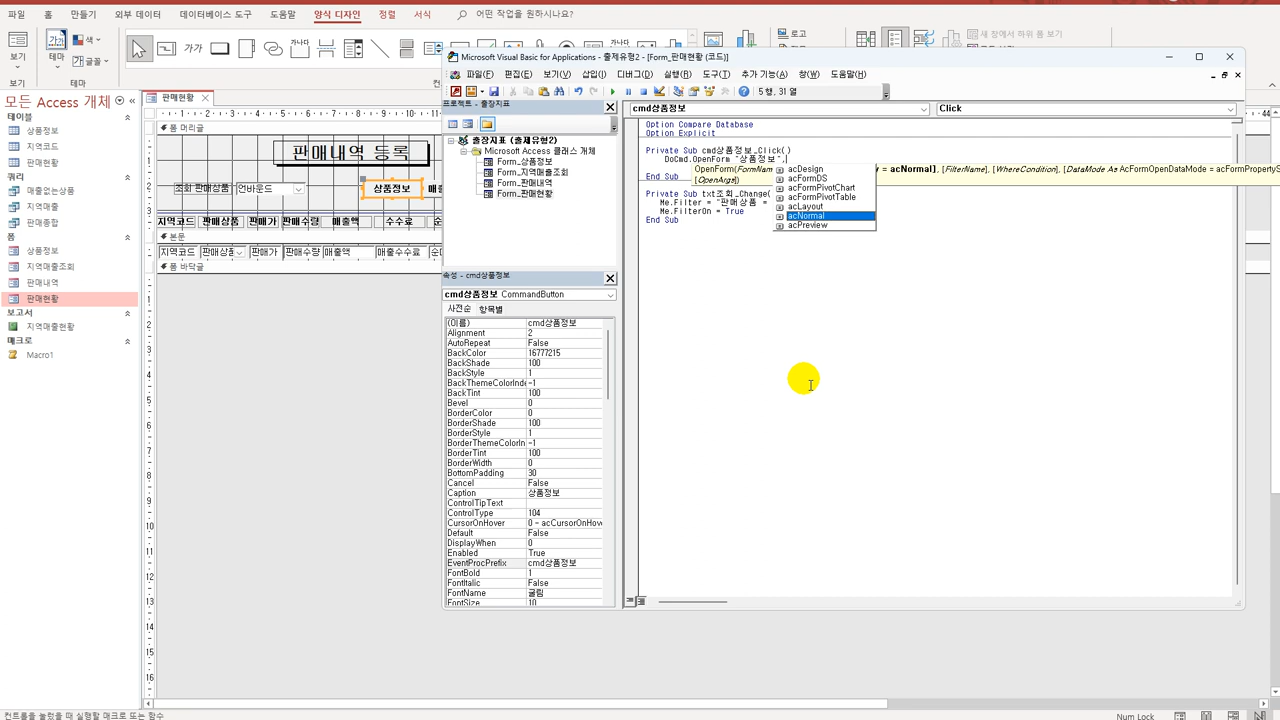 파일
홈
만들기
외부 데이터
데이터베이스 도구
도움말
양식 디자인
정렬
서식
어떤 작업을 원하시나요?
보기
테마
색
글꼴
가가
로고
새 창에서 하위 폼 보기
보기
테마
모든 Access 개체
테이블
상품정보
지역코드
판매현황
쿼리
매출없는상품
지역매출
판매종합
폼
상품정보
지역매출조회
판매내역
판매현황
보고서
지역매출현황
매크로
Macro1
판매현황
폼 머리글
판매내역 등록
조회 판매상품
언바운드
상품정보
지역코드 판매상품 판매가 판매수량 매출액 수수료
본문
지역코드 판매상품 판매가 판매수량 매출액 매출수수료
폼 바닥글
Microsoft Visual Basic for Applications - 출제유형2 - [Form_판매현황 (코드)]
파일(F) 편집(E) 보기(V) 삽입(I) 디버그(D) 실행(R) 도구(T) 추가 기능(A) 창(W) 도움말(H)
5 행, 31 열
프로젝트 - 출장지표
출장지표 (출제유형2)
Microsoft Access 클래스 개체
Form_상품정보
Form_지역매출조회
Form_판매내역
Form_판매현황
속성 - cmd상품정보
cmd상품정보 CommandButton
사전순 항목별
(이름) cmd상품정보
Alignment 2
AutoRepeat False
BackColor 16777215
BackShade 100
BackStyle 1
BackThemeColorIndex -1
BackTint 100
Bevel 0
BorderColor 0
BorderShade 100
BorderStyle 1
BorderThemeColorIn -1
BorderTint 100
BorderWidth 0
BottomPadding 30
Cancel False
Caption 상품정보
ControlTipText
ControlType 104
CursorOnHover 0 - acCursorOnHove
Default False
DisplayWhen 0
Enabled True
EventProcPrefix cmd상품정보
FontBold 1
FontItalic False
FontName 굴림
FontSize 10
cmd상품정보
Click
Option Compare Database
Option Explicit
Private Sub cmd상품정보_Click()
DoCmd.OpenForm "상품정보",
OpenForm(FormName = acNormal], [FilterName], [WhereCondition], [DataMode As AcFormOpenDataMode = acFormPropertyS
[OpenArgs])
End Sub
acDesign
acFormDS
acFormPivotChart
acFormPivotTable
acLayout
acNormal
acPreview
Private Sub txt조회_Change(
Me.Filter = "판매상품 =
Me.FilterOn = True
End Sub
컨트롤을 눌렀을 때 실행할 매크로 또는 함수
Num Lock